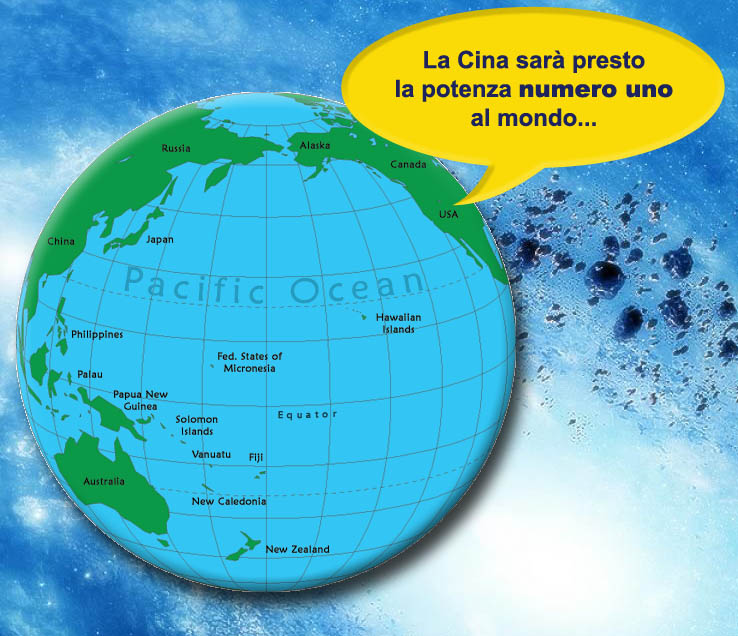 La Cina sarà presto
la potenza numero uno
al mondo...
Russia
Alaska
Canada
USA
China
Japan
Pacific Ocean
Hawaiian
Islands
Philippines
Fed. States of
Micronesia
Palau
Papua New
Guinea
Equator
Solomon
Islands
Vanuatu
Fiji
Australia
New Caledonia
New Zealand